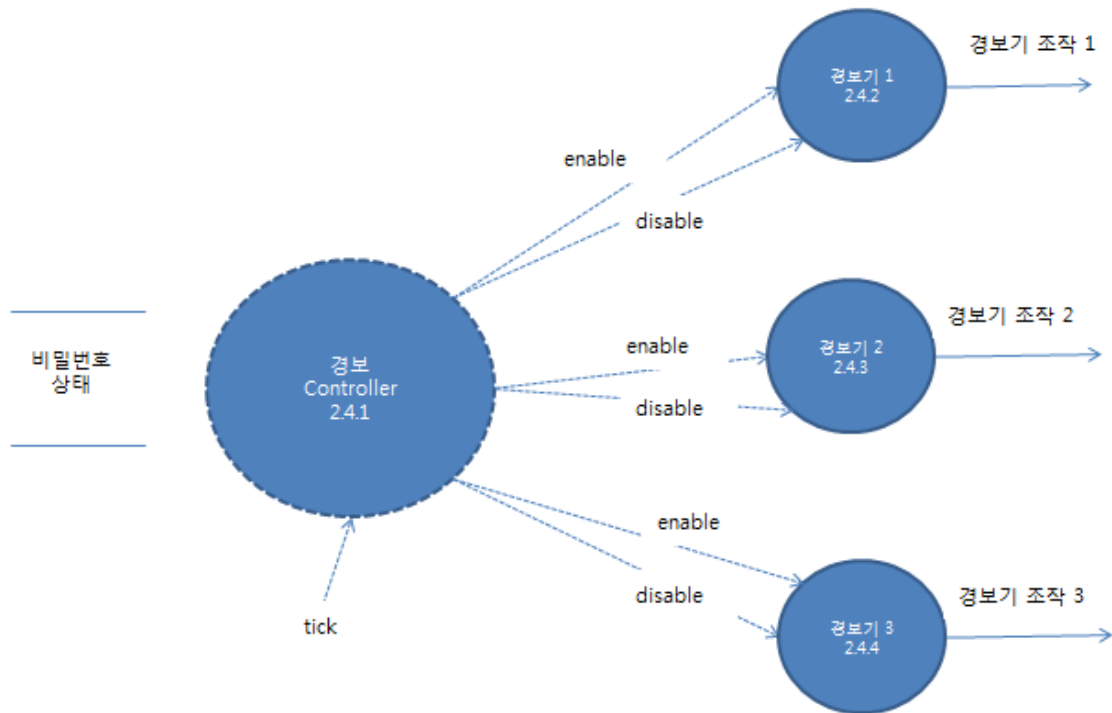 경보기 조작 1
경보기 1
2.4.2
enable
disable
경보기 조작 2
경보기 2
2.4.3
enable
disable
비밀번호
상태
경보
Controller
2.4.1
enable
disable
경보기 조작 3
경보기 3
2.4.4
tick